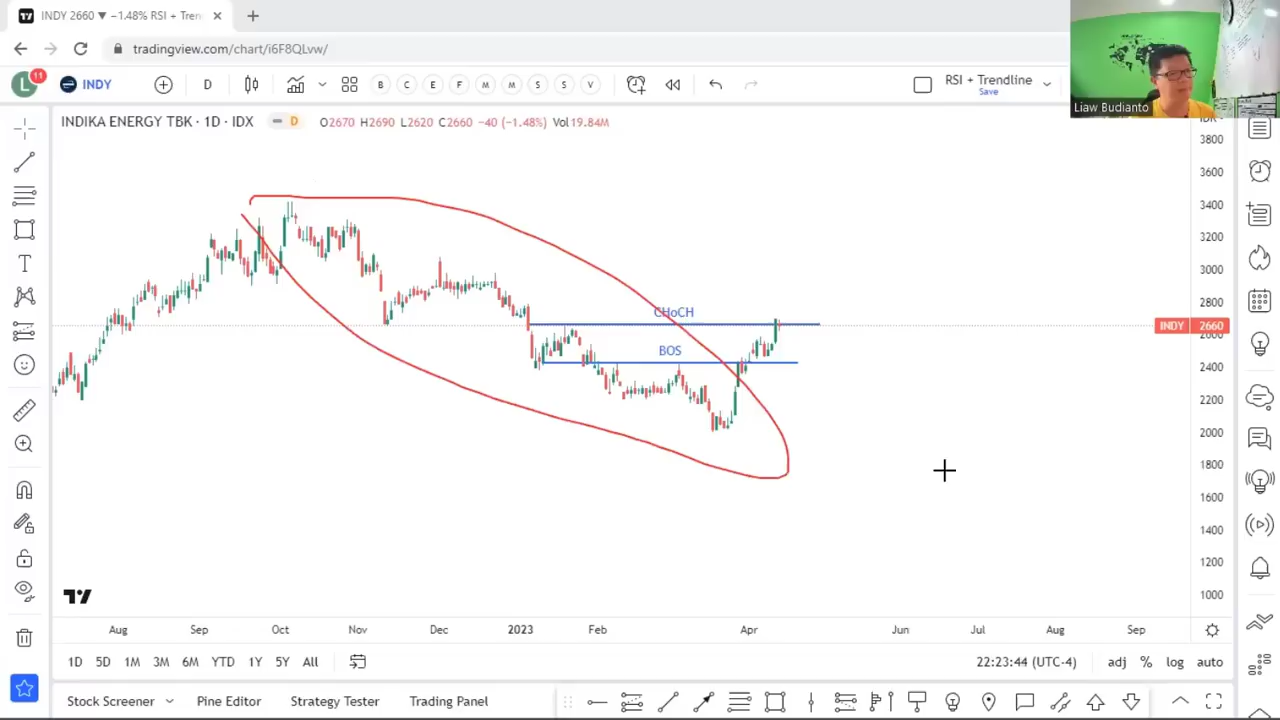 INDY 2660 ▼ −1.48% RSI + Tren
tradingview.com/chart/i6F8QLvw/
L
11
INDY
D
B C E F M M S S V
RSI + Trendline
Save
Liaw Budianto
INDIKA ENERGY TBK · 1D · IDX
D
O2670 H2690 L2620 C2660 −40 (−1.48%) Vol19.84M
3800
3600
3400
3200
3000
2800
INDY 2660
2400
2200
2000
1800
1600
1400
1200
1000
CHoCH
BOS
Aug Sep Oct Nov Dec 2023 Feb Apr Jun Jul Aug Sep
1D 5D 1M 3M 6M YTD 1Y 5Y All
22:23:44 (UTC-4)
adj % log auto
Stock Screener
Pine Editor
Strategy Tester
Trading Panel